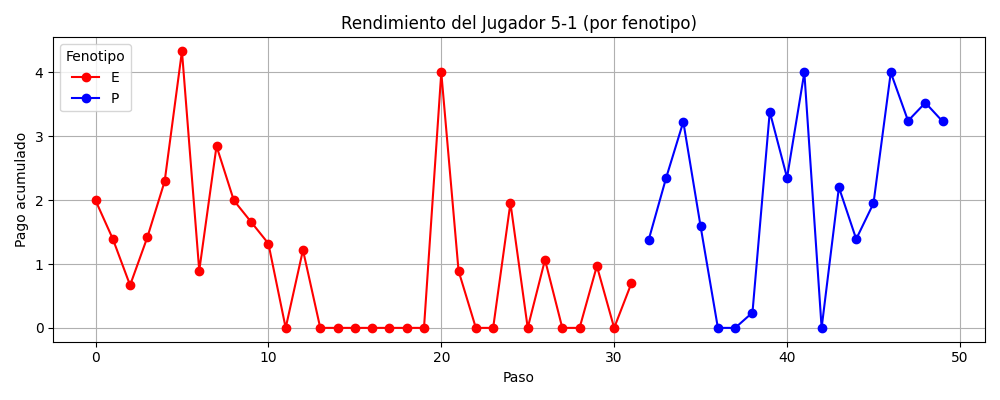 Rendimiento del Jugador 5-1 (por fenotipo)
Fenotipo
E
P
Pago acumulado
4
3
2
1
0
0 10 20 30 40 50
Paso